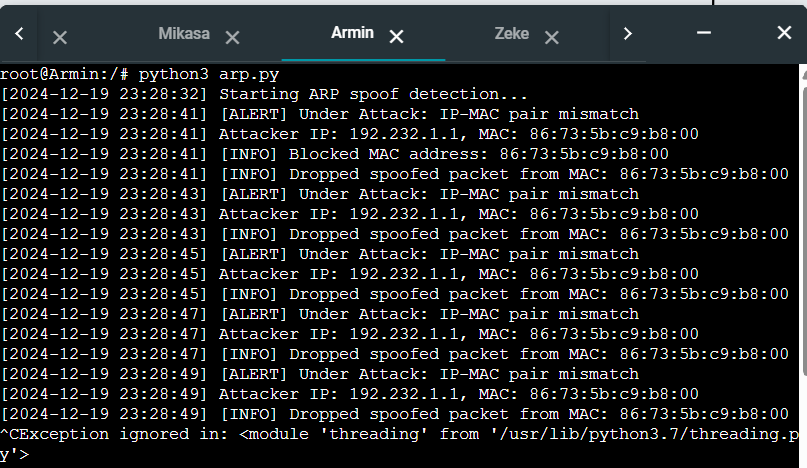 Mikasa Armin Zeke
root@Armin:/# python3 arp.py
[2024-12-19 23:28:32] Starting ARP spoof detection...
[2024-12-19 23:28:41] [ALERT] Under Attack: IP-MAC pair mismatch
[2024-12-19 23:28:41] Attacker IP: 192.232.1.1, MAC: 86:73:5b:c9:b8:00
[2024-12-19 23:28:41] [INFO] Blocked MAC address: 86:73:5b:c9:b8:00
[2024-12-19 23:28:41] [INFO] Dropped spoofed packet from MAC: 86:73:5b:c9:b8:00
[2024-12-19 23:28:43] [ALERT] Under Attack: IP-MAC pair mismatch
[2024-12-19 23:28:43] Attacker IP: 192.232.1.1, MAC: 86:73:5b:c9:b8:00
[2024-12-19 23:28:43] [INFO] Dropped spoofed packet from MAC: 86:73:5b:c9:b8:00
[2024-12-19 23:28:45] [ALERT] Under Attack: IP-MAC pair mismatch
[2024-12-19 23:28:45] Attacker IP: 192.232.1.1, MAC: 86:73:5b:c9:b8:00
[2024-12-19 23:28:45] [INFO] Dropped spoofed packet from MAC: 86:73:5b:c9:b8:00
[2024-12-19 23:28:47] [ALERT] Under Attack: IP-MAC pair mismatch
[2024-12-19 23:28:47] Attacker IP: 192.232.1.1, MAC: 86:73:5b:c9:b8:00
[2024-12-19 23:28:47] [INFO] Dropped spoofed packet from MAC: 86:73:5b:c9:b8:00
[2024-12-19 23:28:49] [ALERT] Under Attack: IP-MAC pair mismatch
[2024-12-19 23:28:49] Attacker IP: 192.232.1.1, MAC: 86:73:5b:c9:b8:00
[2024-12-19 23:28:49] [INFO] Dropped spoofed packet from MAC: 86:73:5b:c9:b8:00
^CException ignored in: <module 'threading' from '/usr/lib/python3.7/threading.p
y'>